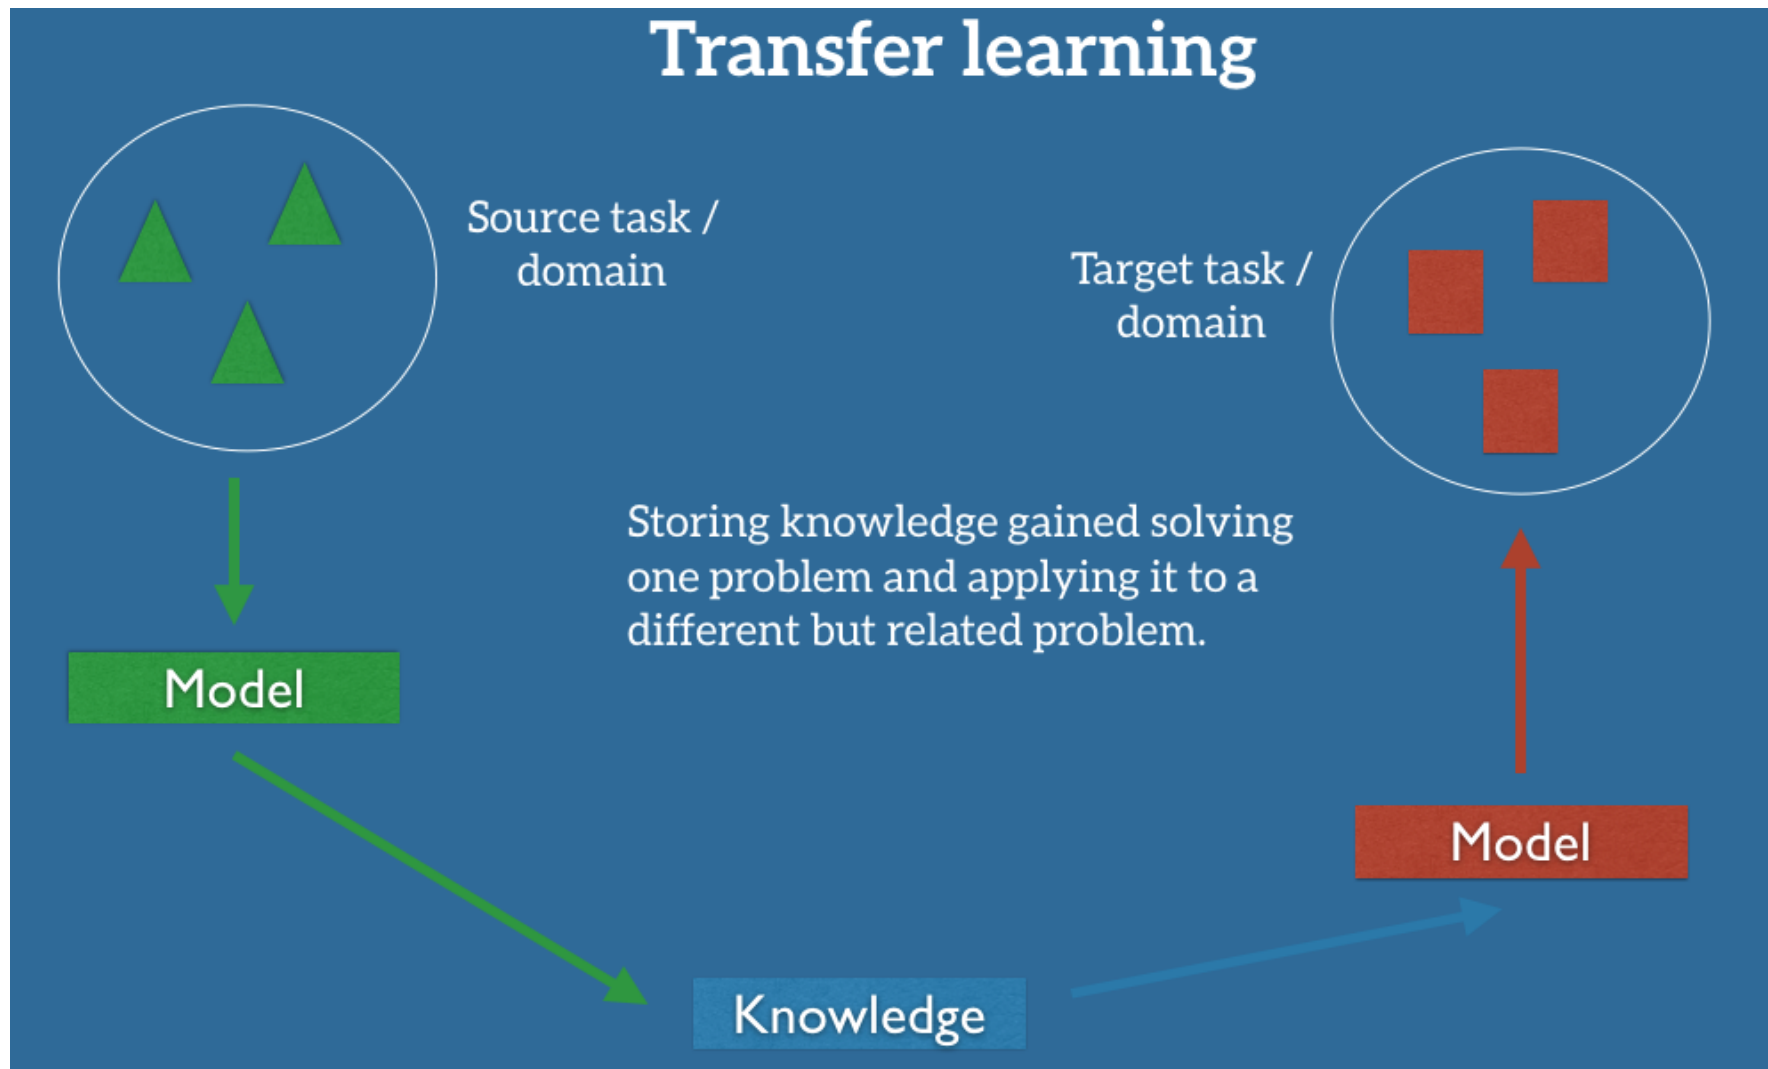 Transfer learning
Source task /
domain
Target task /
domain
Storing knowledge gained solving
one problem and applying it to a
different but related problem.
Model
Model
Knowledge